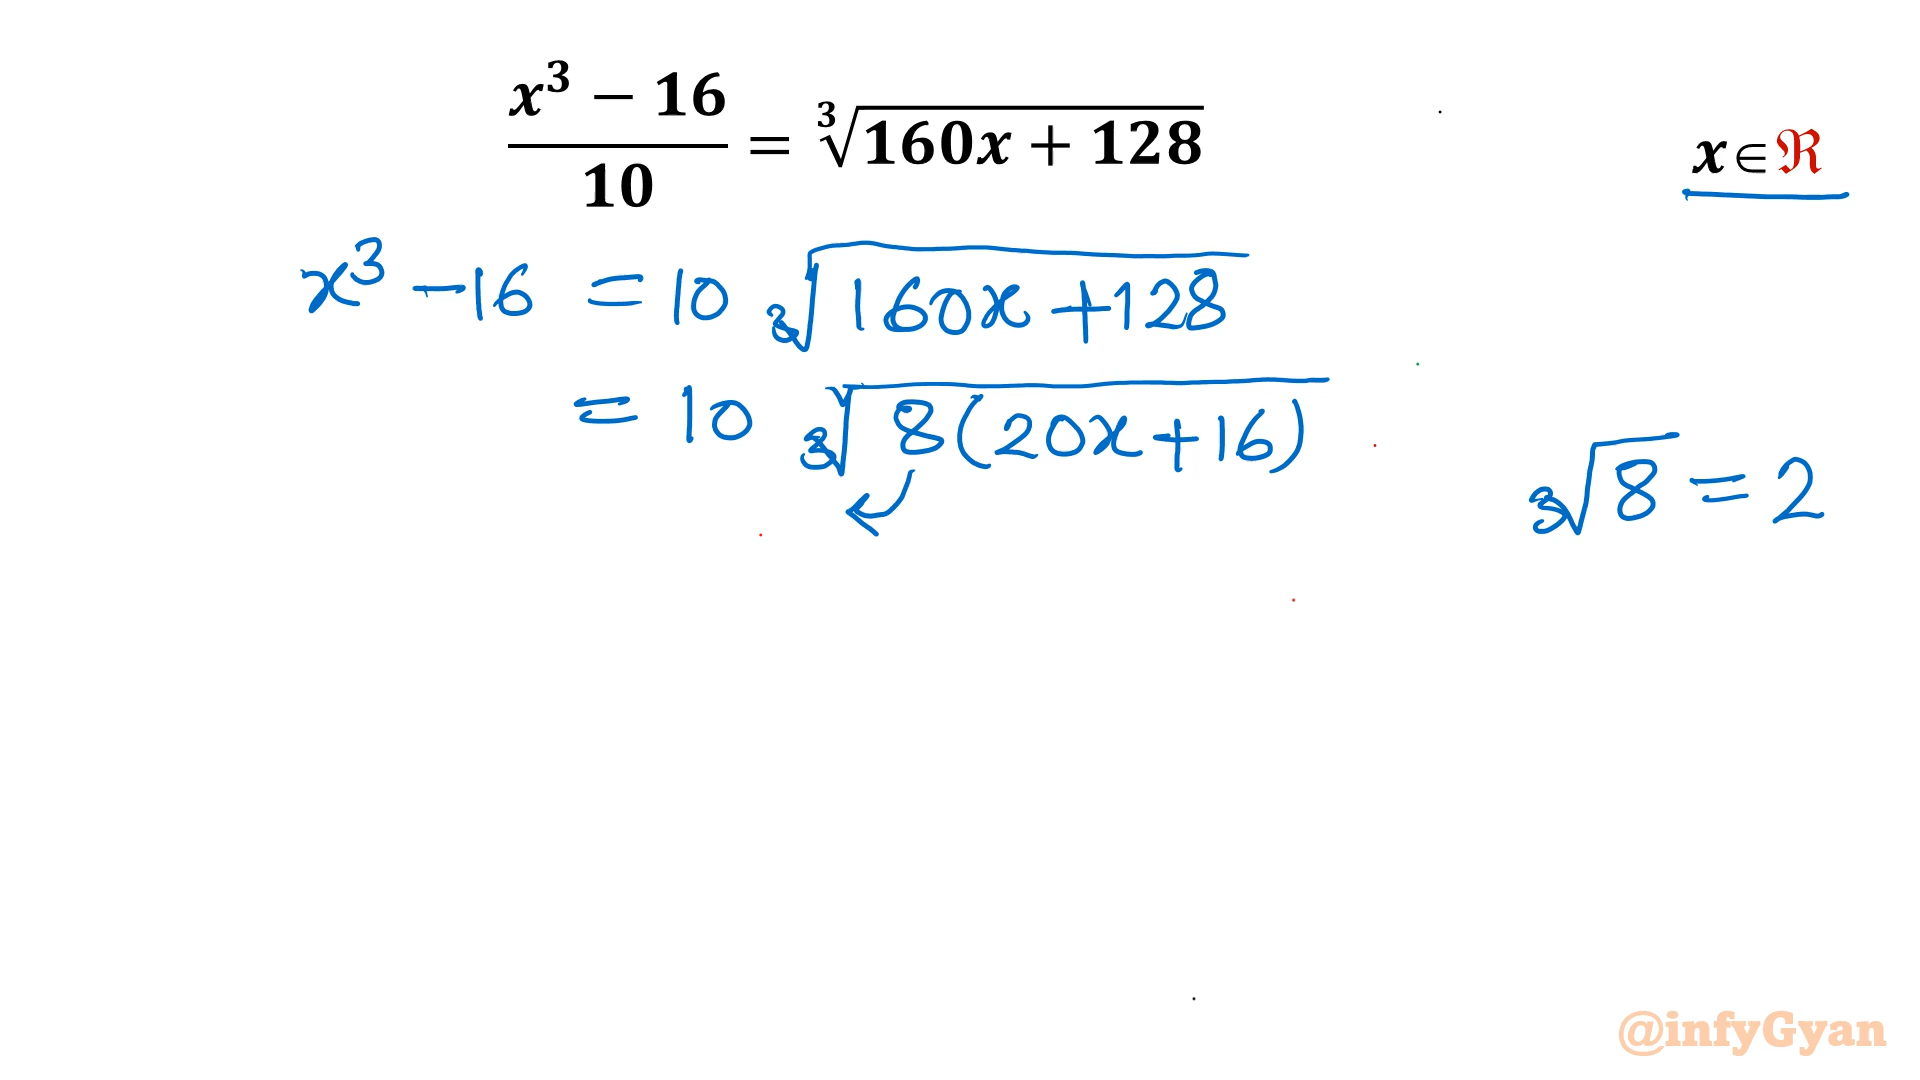 (x³ − 16)/10 = ∛(160x + 128)
x ∈ ℜ
x³ − 16 = 10 ∛(160x + 128)
= 10 ∛(8(20x + 16))
∛8 = 2
@infyGyan